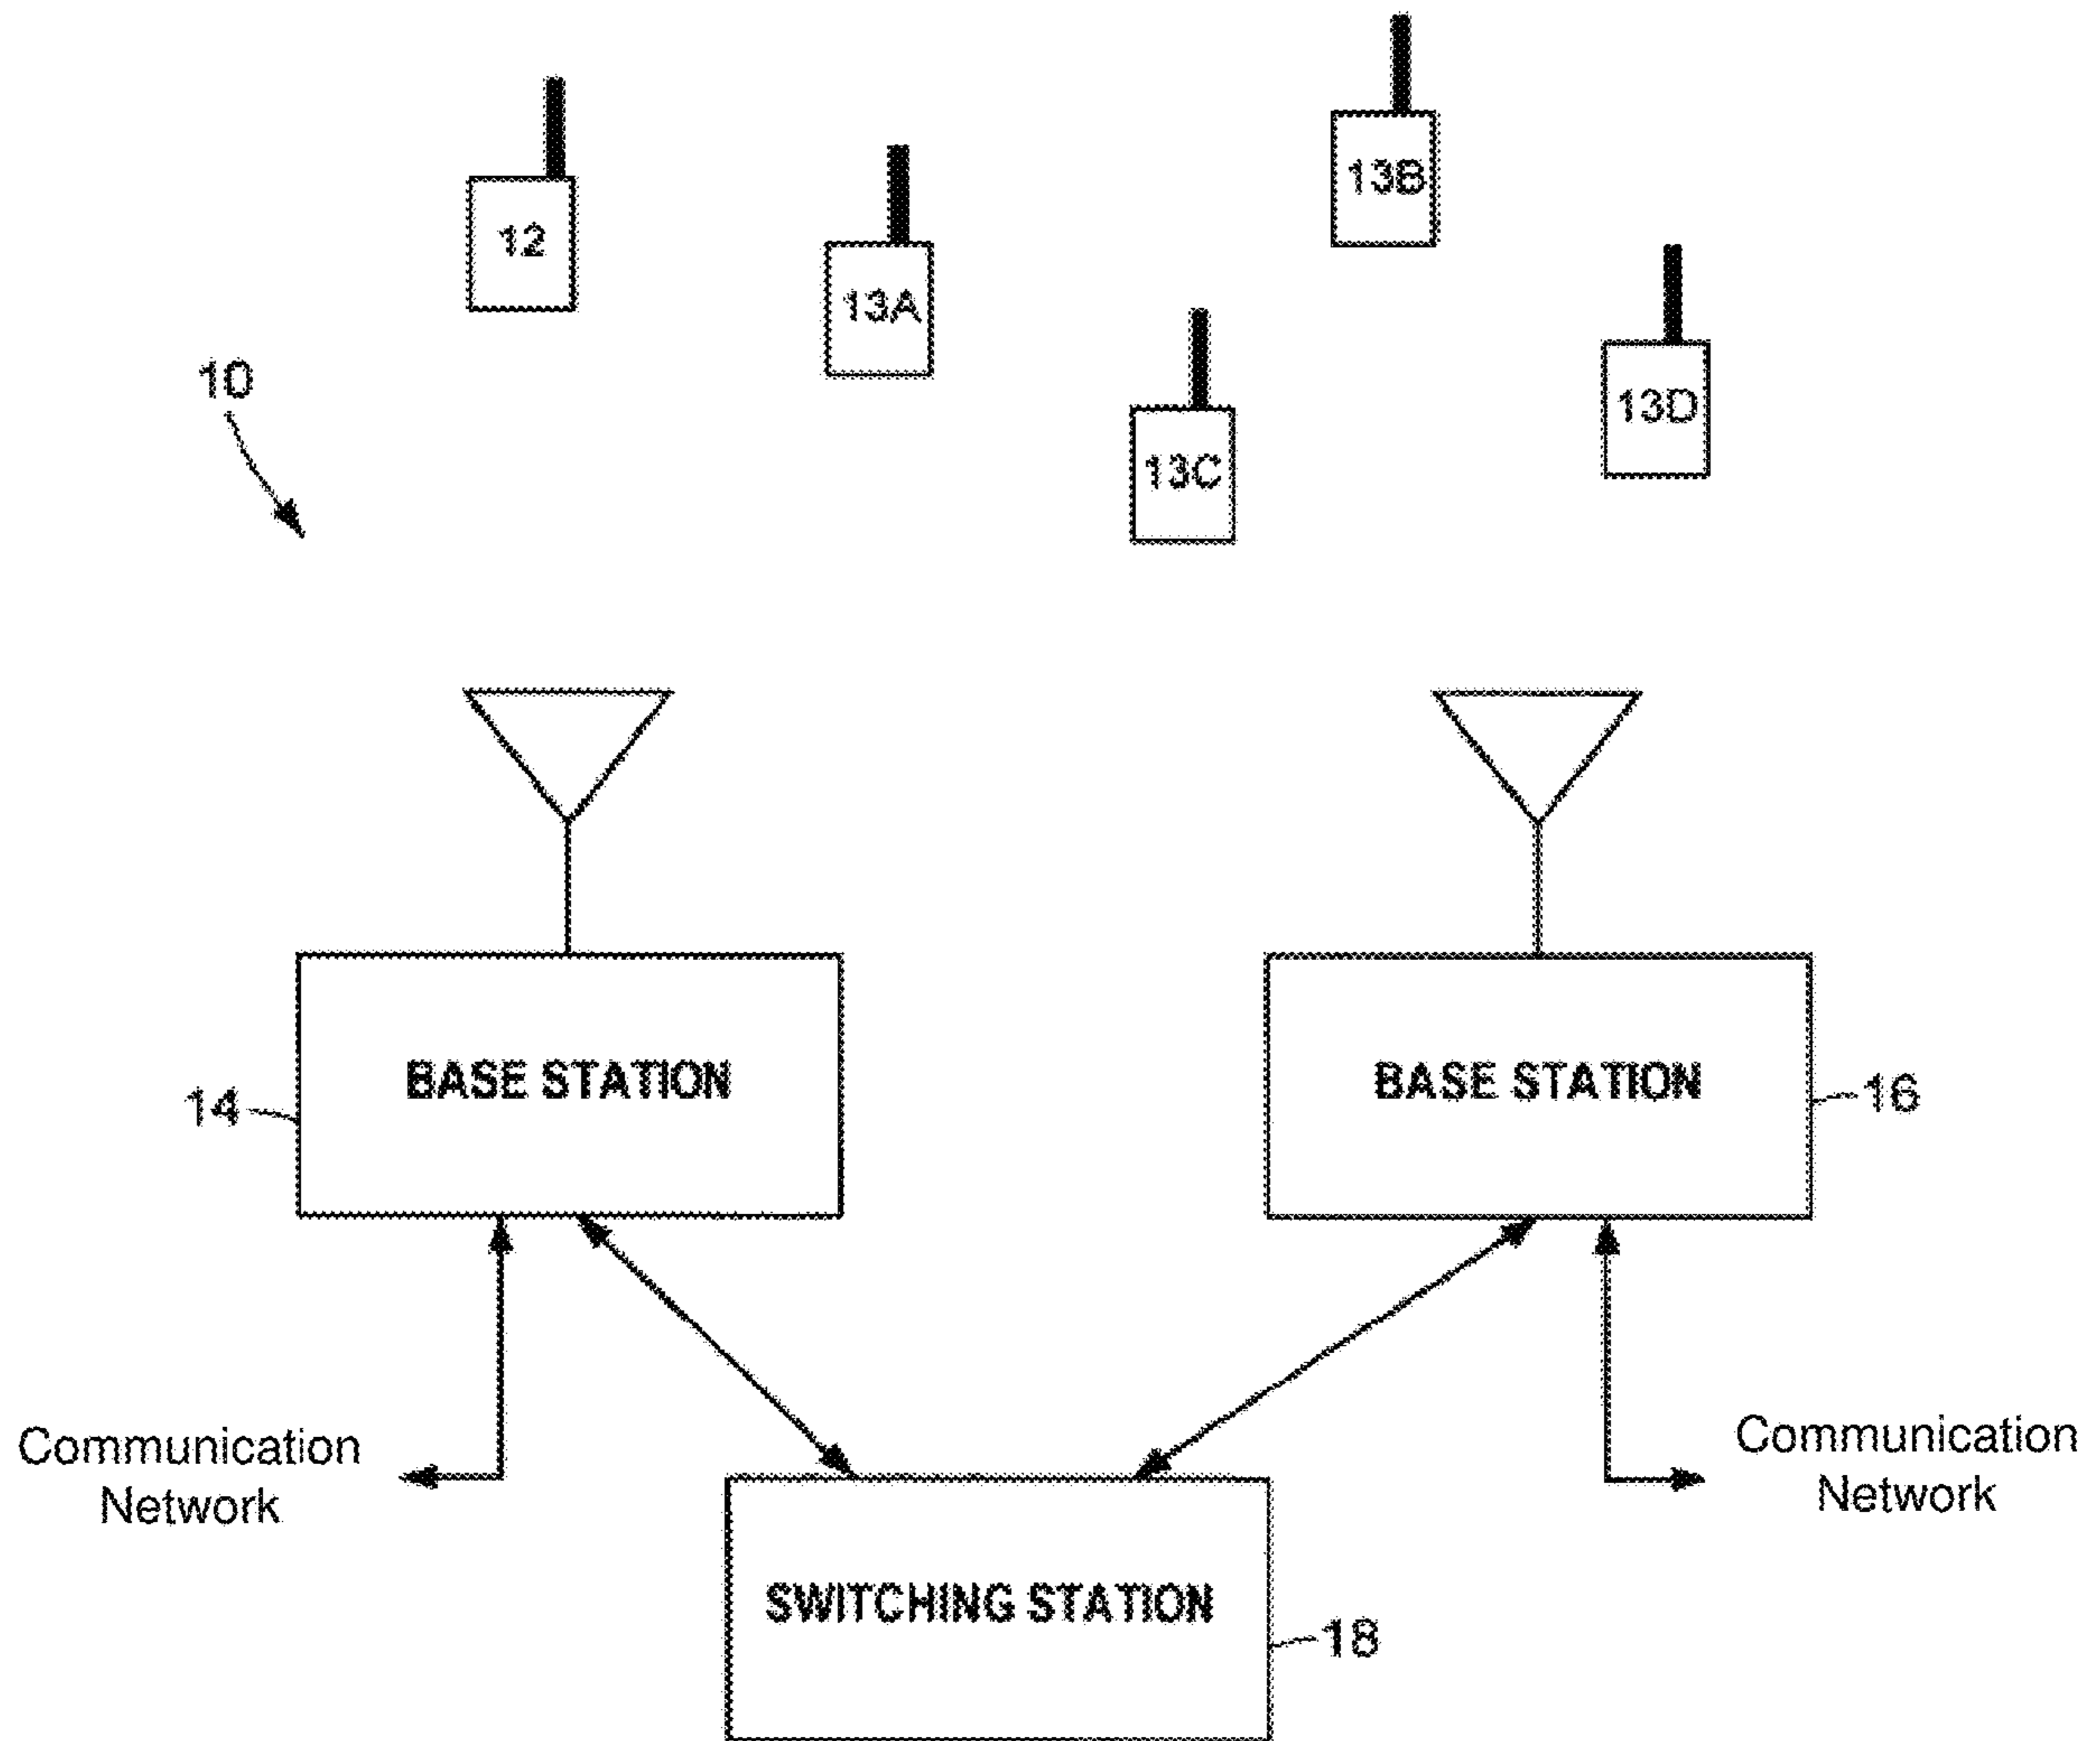 13B
12
13A
10
13D
13C
BASE STATION
BASE STATION
14
16
Communication
Network
Communication
Network
SWITCHING STATION
18